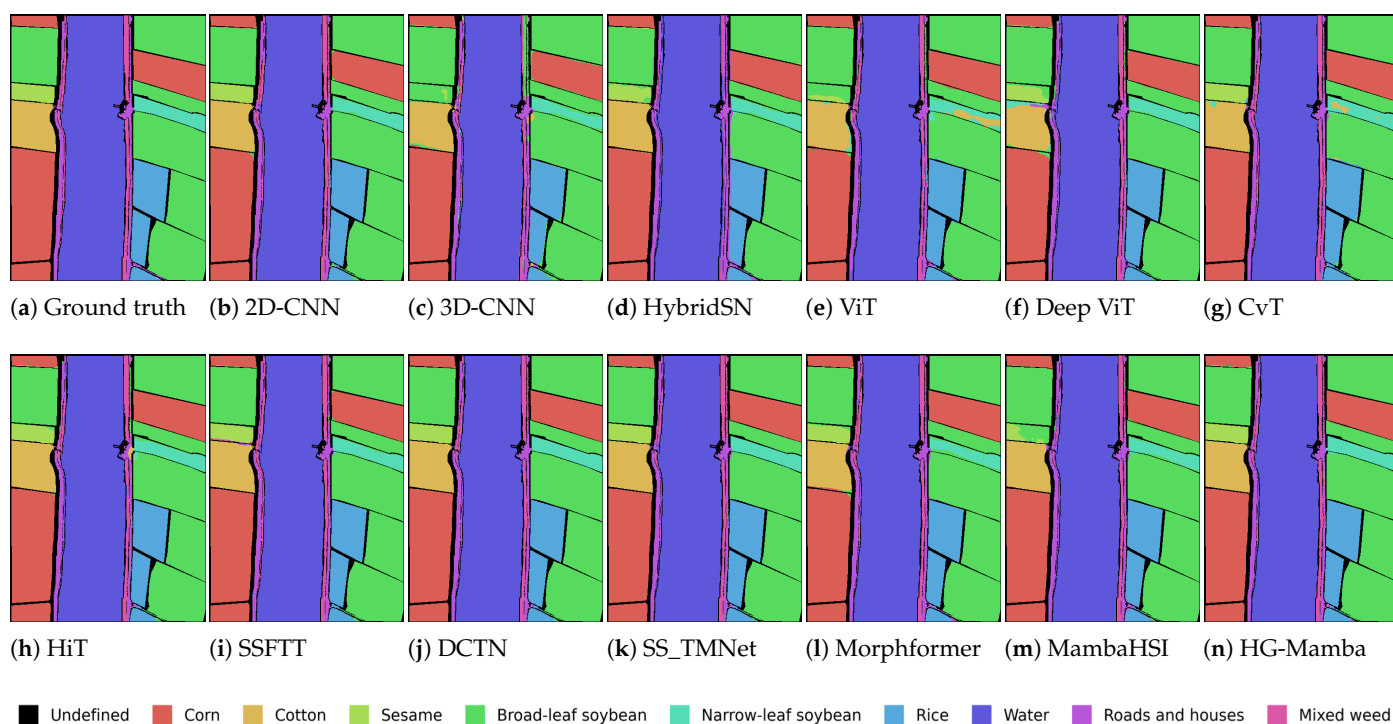 (a) Ground truth (b) 2D-CNN (c) 3D-CNN (d) HybridSN (e) ViT (f) Deep ViT (g) CvT
(h) HiT (i) SSFTT (j) DCTN (k) SS_TMNet (l) Morphformer (m) MambaHSI (n) HG-Mamba
Undefined Corn Cotton Sesame Broad-leaf soybean Narrow-leaf soybean Rice Water Roads and houses Mixed weed